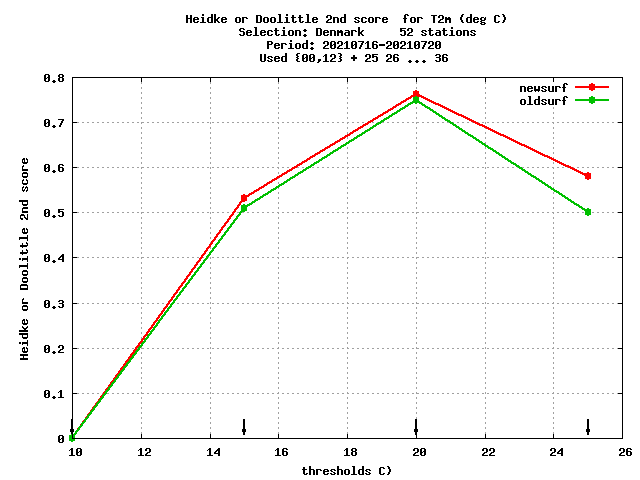 Heidke or Doolittle 2nd score  for T2m (deg C)
Selection: Denmark     52 stations
Period: 20210716-20210720
Used {00,12} + 25 26 ... 36
newsurf
oldsurf
0.8
0.7
0.6
0.5
0.4
0.3
0.2
0.1
0
Heidke or Doolittle 2nd score
10 12 14 16 18 20 22 24 26
thresholds C)